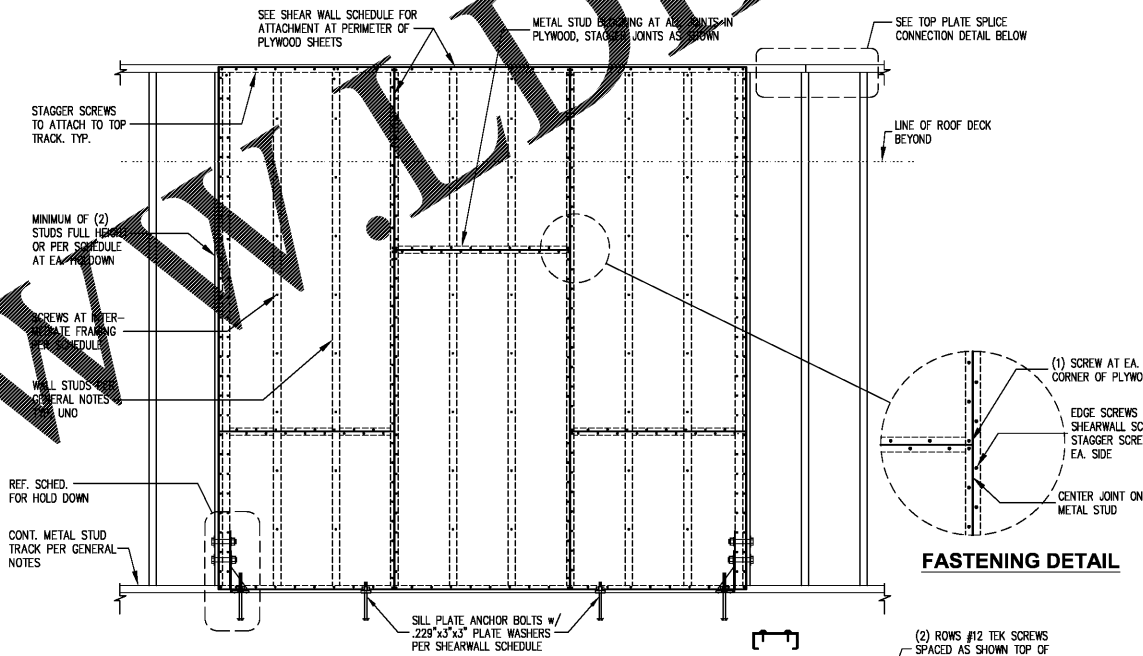 SEE SHEAR WALL SCHEDULE FOR
ATTACHMENT AT PERIMETER OF
PLYWOOD SHEETS
METAL STUD BLOCKING AT ALL JOINTS IN
PLYWOOD, STAGGER JOINTS AS SHOWN
SEE TOP PLATE SPLICE
CONNECTION DETAIL BELOW
STAGGER SCREWS
TO ATTACH TO TOP
TRACK. TYP.
LINE OF ROOF DECK
BEYOND
MINIMUM OF (2)
STUDS FULL HEIGHT
OR PER SCHEDULE
AT EA. HOLDOWN
SCREWS AT INTER-
MEDIATE FRAMING
PER SCHEDULE
WALL STUDS PER
GENERAL NOTES
TYP. UNO
(1) SCREW AT EA.
CORNER OF PLYWO
EDGE SCREWS
SHEARWALL SC
STAGGER SCRE
EA. SIDE
CENTER JOINT ON
METAL STUD
FASTENING DETAIL
REF. SCHED.
FOR HOLD DOWN
CONT. METAL STUD
TRACK PER GENERAL
NOTES
SILL PLATE ANCHOR BOLTS w/
.229"x3"x3" PLATE WASHERS
PER SHEARWALL SCHEDULE
(2) ROWS #12 TEK SCREWS
SPACED AS SHOWN TOP OF
WWW.LD